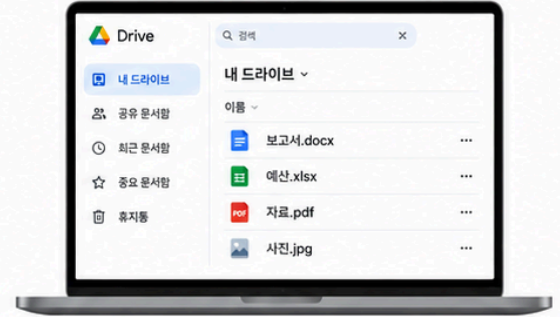 Drive
검색
내 드라이브
공유 문서함
최근 문서함
중요 문서함
휴지통
내 드라이브
이름
보고서.docx
예산.xlsx
PDF
자료.pdf
사진.jpg